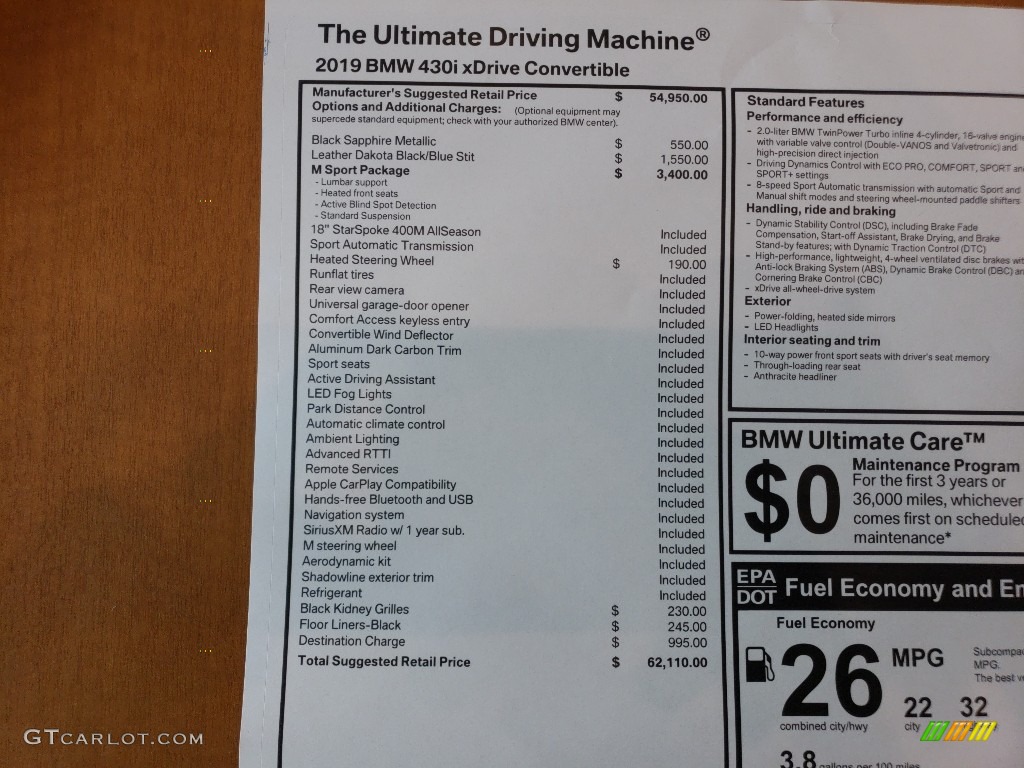 The Ultimate Driving Machine®
2019 BMW 430i xDrive Convertible
Manufacturer's Suggested Retail Price $ 54,950.00
Options and Additional Charges: (Optional equipment may
supercede standard equipment; check with your authorized BMW center).
Black Sapphire Metallic $ 550.00
Leather Dakota Black/Blue Stit $ 1,550.00
M Sport Package $ 3,400.00
- Lumbar support
- Heated front seats
- Active Blind Spot Detection
- Standard Suspension
18" StarSpoke 400M AllSeason Included
Sport Automatic Transmission Included
Heated Steering Wheel $ 190.00
Runflat tires Included
Rear view camera Included
Universal garage-door opener Included
Comfort Access keyless entry Included
Convertible Wind Deflector Included
Aluminum Dark Carbon Trim Included
Sport seats Included
Active Driving Assistant Included
LED Fog Lights Included
Park Distance Control Included
Automatic climate control Included
Ambient Lighting Included
Advanced RTTI Included
Remote Services Included
Apple CarPlay Compatibility Included
Hands-free Bluetooth and USB Included
Navigation system Included
SiriusXM Radio w/ 1 year sub. Included
M steering wheel Included
Aerodynamic kit Included
Shadowline exterior trim Included
Refrigerant Included
Black Kidney Grilles $ 230.00
Floor Liners-Black $ 245.00
Destination Charge $ 995.00
Total Suggested Retail Price $ 62,110.00
Standard Features
Performance and efficiency
- 2.0-liter BMW TwinPower Turbo inline 4-cylinder, 16-valve engine
with variable valve control (Double-VANOS and Valvetronic) and
high-precision direct injection
- Driving Dynamics Control with ECO PRO, COMFORT, SPORT and
SPORT+ settings
- 8-speed Sport Automatic transmission with automatic Sport and
Manual shift modes and steering wheel-mounted paddle shifters
Handling, ride and braking
- Dynamic Stability Control (DSC), including Brake Fade
Compensation, Start-off Assistant, Brake Drying, and Brake
Stand-by features; with Dynamic Traction Control (DTC)
- High-performance, lightweight, 4-wheel ventilated disc brakes wit
Anti-lock Braking System (ABS), Dynamic Brake Control (DBC) an
Cornering Brake Control (CBC)
- xDrive all-wheel-drive system
Exterior
- Power-folding, heated side mirrors
- LED Headlights
Interior seating and trim
- 10-way power front sport seats with driver's seat memory
- Through-loading rear seat
- Anthracite headliner
BMW Ultimate Care™
$0 Maintenance Program
For the first 3 years or
36,000 miles, whichever
comes first on scheduled
maintenance*
EPA
DOT Fuel Economy and En
Fuel Economy
26 MPG
combined city/hwy
22 32
city
Subcompa
MPG.
The best ve
3.8 gallons per 100 miles
GTCARLOT.COM